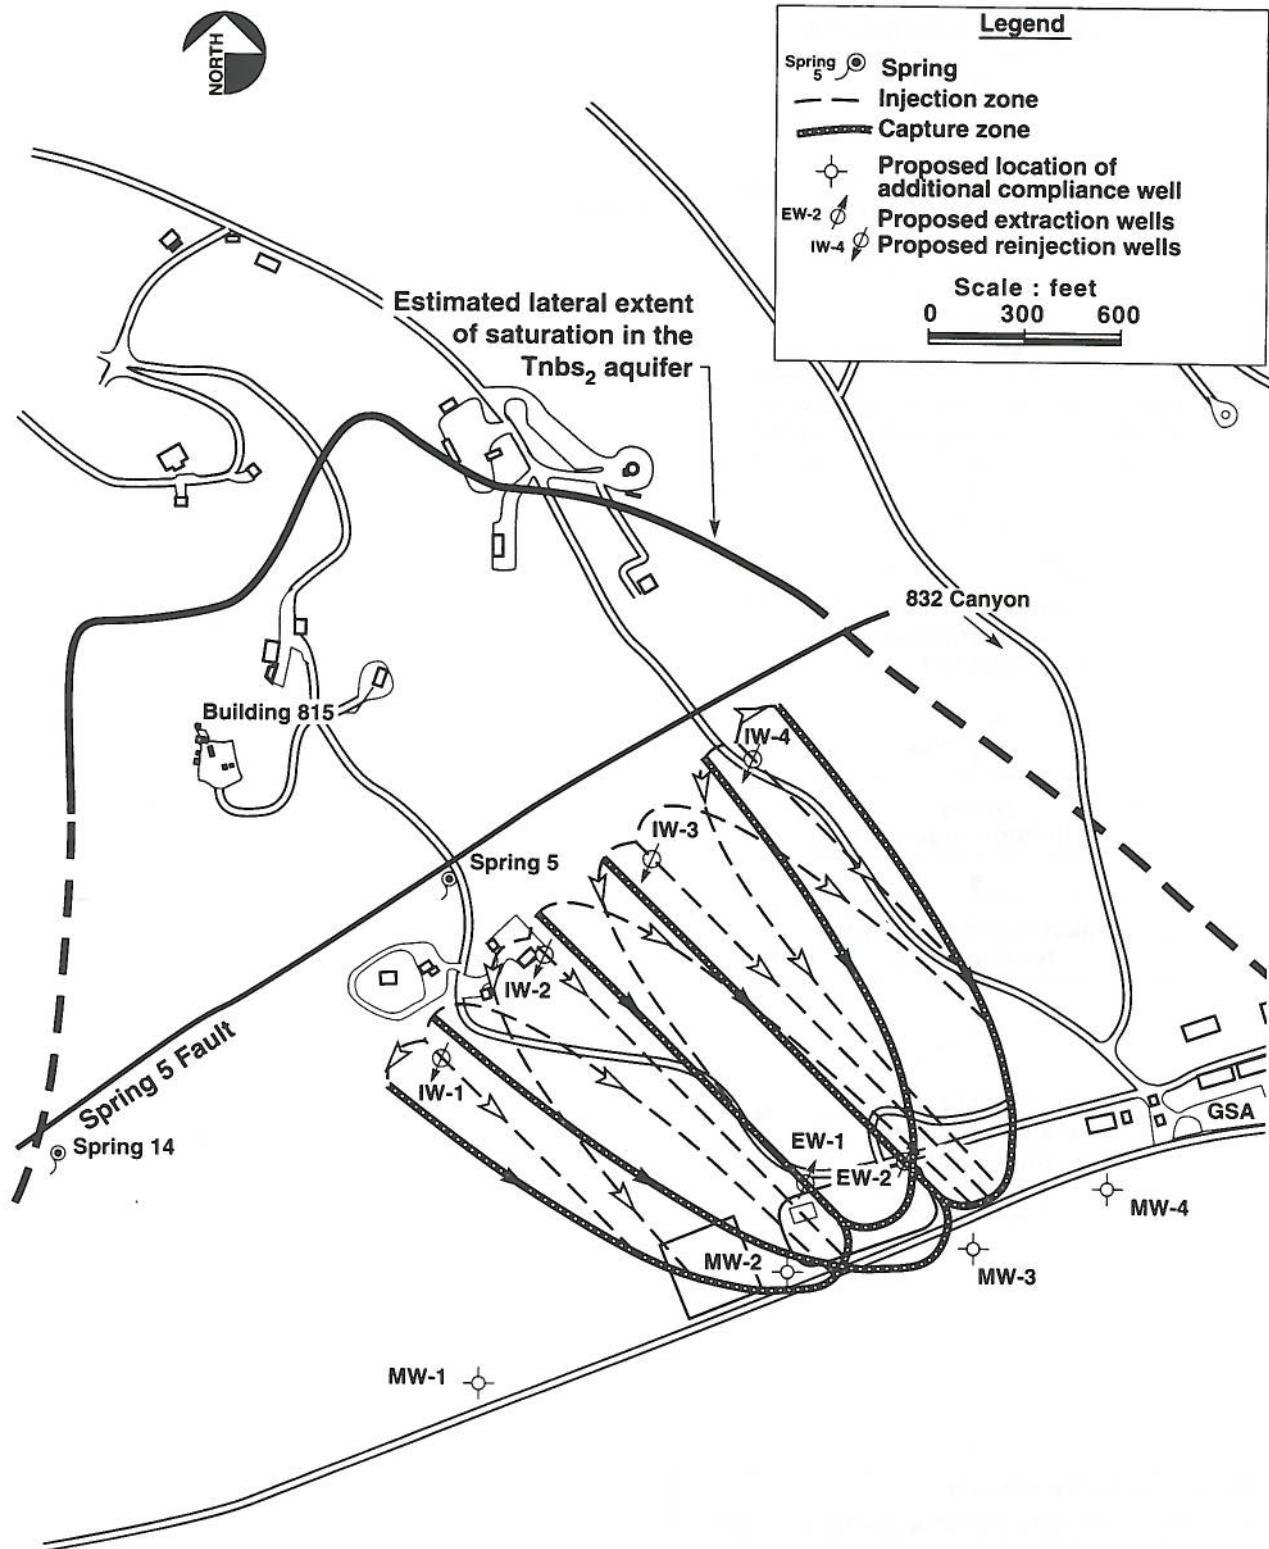 NORTH
Legend
Spring 5 Spring
Injection zone
Capture zone
Proposed location of
additional compliance well
EW-2 Proposed extraction wells
IW-4 Proposed reinjection wells
Scale : feet
0 300 600
Estimated lateral extent
of saturation in the
Tnbs₂ aquifer
832 Canyon
Building 815
IW-4
IW-3
Spring 5
IW-2
Spring 5 Fault
IW-1
Spring 14
EW-1
EW-2
GSA
MW-4
MW-2
MW-3
MW-1